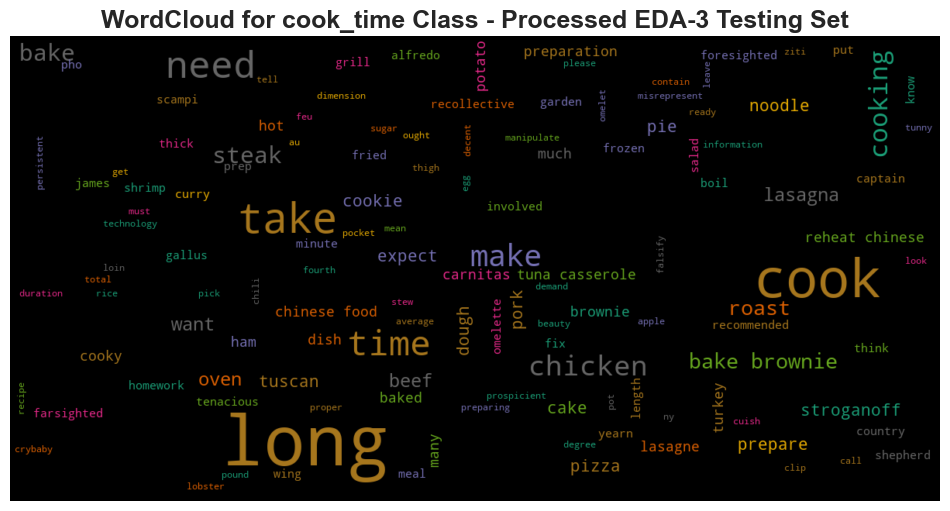 WordCloud for cook_time Class - Processed EDA-3 Testing Set
bake
pho
need
tell
grill
alfredo
potato
preparation
please
foresighted
ziti
put
cooking
know
scampi
dimension
feu
recollective
garden
omelet
contain
misrepresent
leave
ready
noodle
tunny
hot
au
sugar
ought
decent
manipulate
pie
salad
information
persistent
thick
steak
prep
fried
thigh
much
frozen
boil
captain
james
get
shrimp
curry
egg
cookie
involved
lasagna
must
technology
take
pocket
mean
minute
expect
make
falsify
reheat chinese
look
gallus
loin
total
fourth
chili
carnitas
tuna casserole
demand
cook
duration
rice
pick
stew
chinese food
average
dough
omelette
pork
beauty
brownie
apple
roast
recommended
want
ham
dish
time
fix
think
cooky
chicken
bake brownie
recipe
homework
oven
tuscan
beef
baked
preparing
prospicient
pot
length
turkey
farsighted
tenacious
proper
cake
ny
cuish
stroganoff
country
crybaby
long
many
degree
yearn
lasagne
prepare
shepherd
pound
wing
meal
pizza
clip
call
lobster